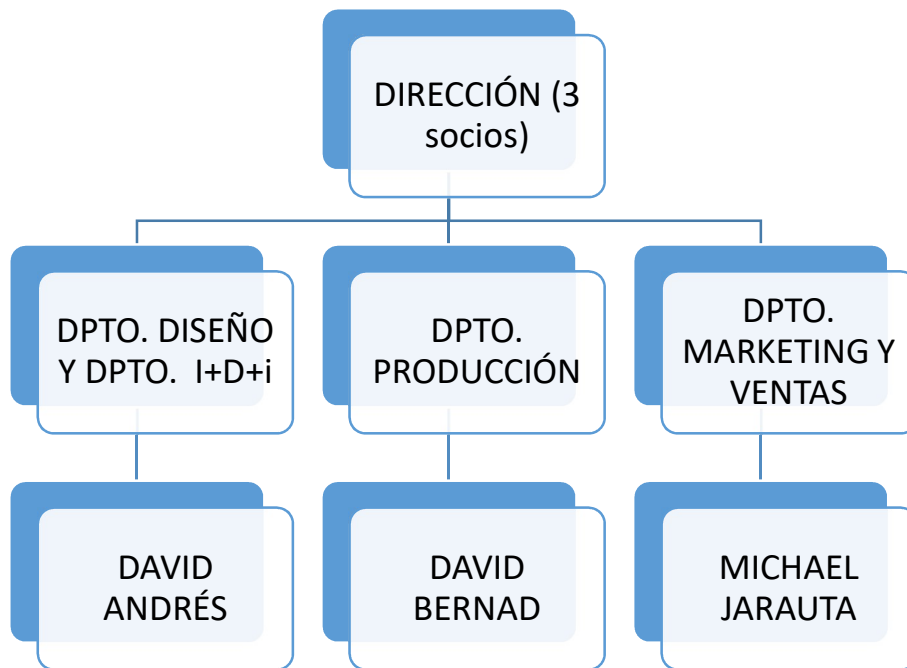 DIRECCIÓN (3
socios)
DPTO. DISEÑO
Y DPTO. I+D+i
DPTO.
PRODUCCIÓN
DPTO.
MARKETING Y
VENTAS
DAVID
ANDRÉS
DAVID
BERNAD
MICHAEL
JARAUTA